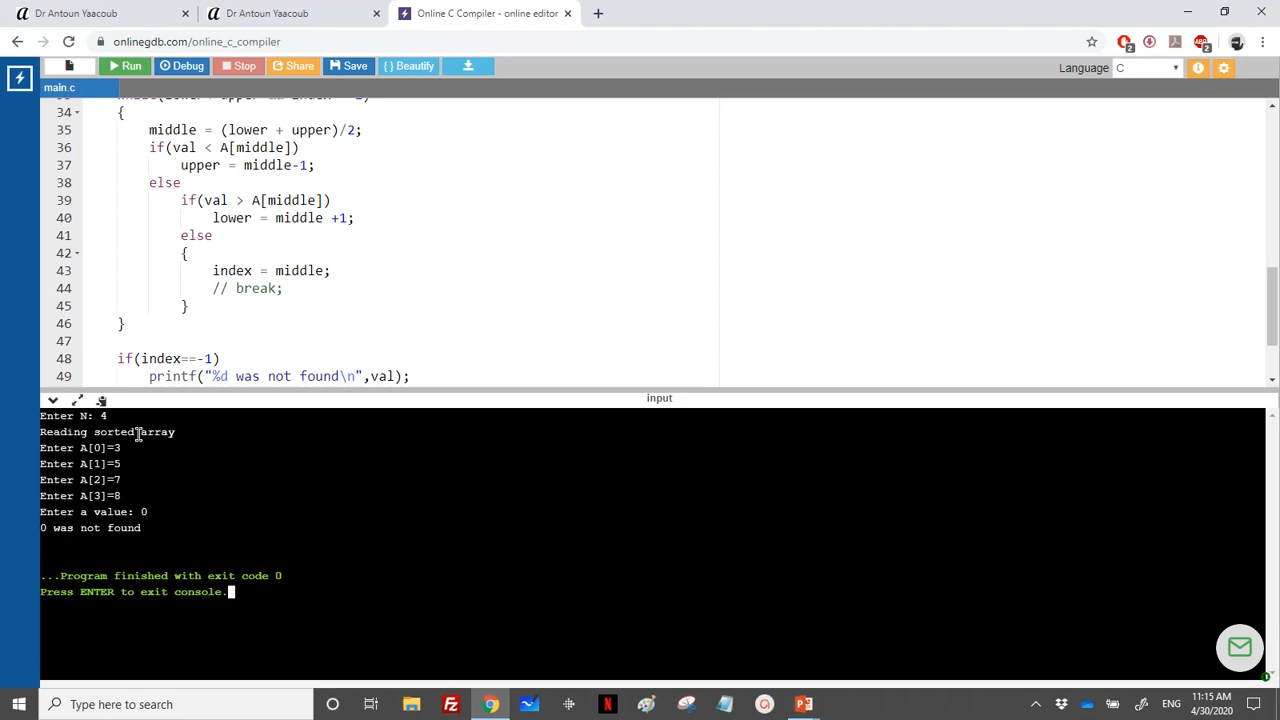 Dr Antoun Yaacoub
Dr Antoun Yaacoub
Online C Compiler - online editor
onlinegdb.com/online_c_compiler
2
2
Run
Debug
Stop
Share
Save
{ } Beautify
Language
C
main.c
34
{
35
middle = (lower + upper)/2;
36
if(val < A[middle])
37
upper = middle-1;
38
else
39
if(val > A[middle])
40
lower = middle +1;
41
else
42
{
43
index = middle;
44
// break;
45
}
46
}
47
48
if(index==-1)
49
printf("%d was not found\n",val);
input
Enter N: 4
Reading sorted array
Enter A[0]=3
Enter A[1]=5
Enter A[2]=7
Enter A[3]=8
Enter a value: 0
0 was not found
...Program finished with exit code 0
Press ENTER to exit console.
Type here to search
ENG
11:15 AM
4/30/2020